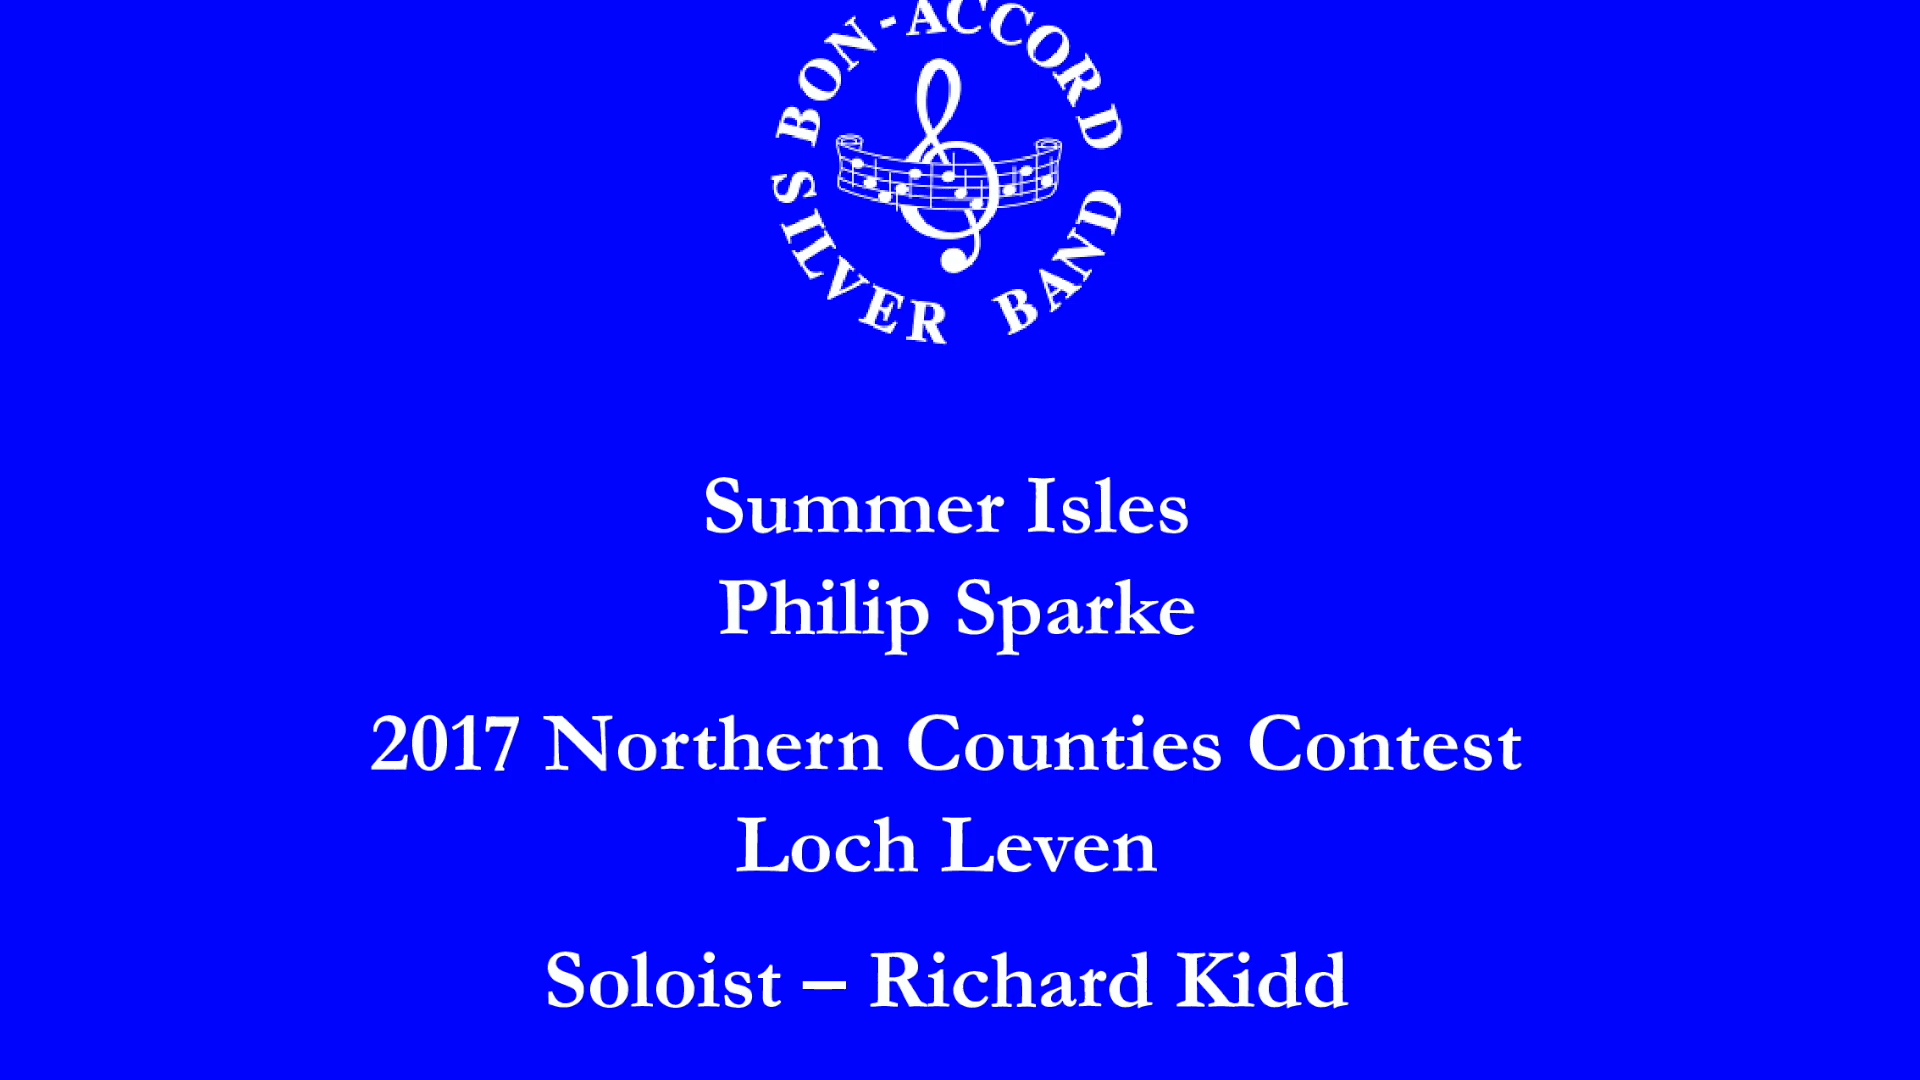 BON-ACCORD
SILVER BAND
Summer Isles
Philip Sparke
2017 Northern Counties Contest
Loch Leven
Soloist – Richard Kidd